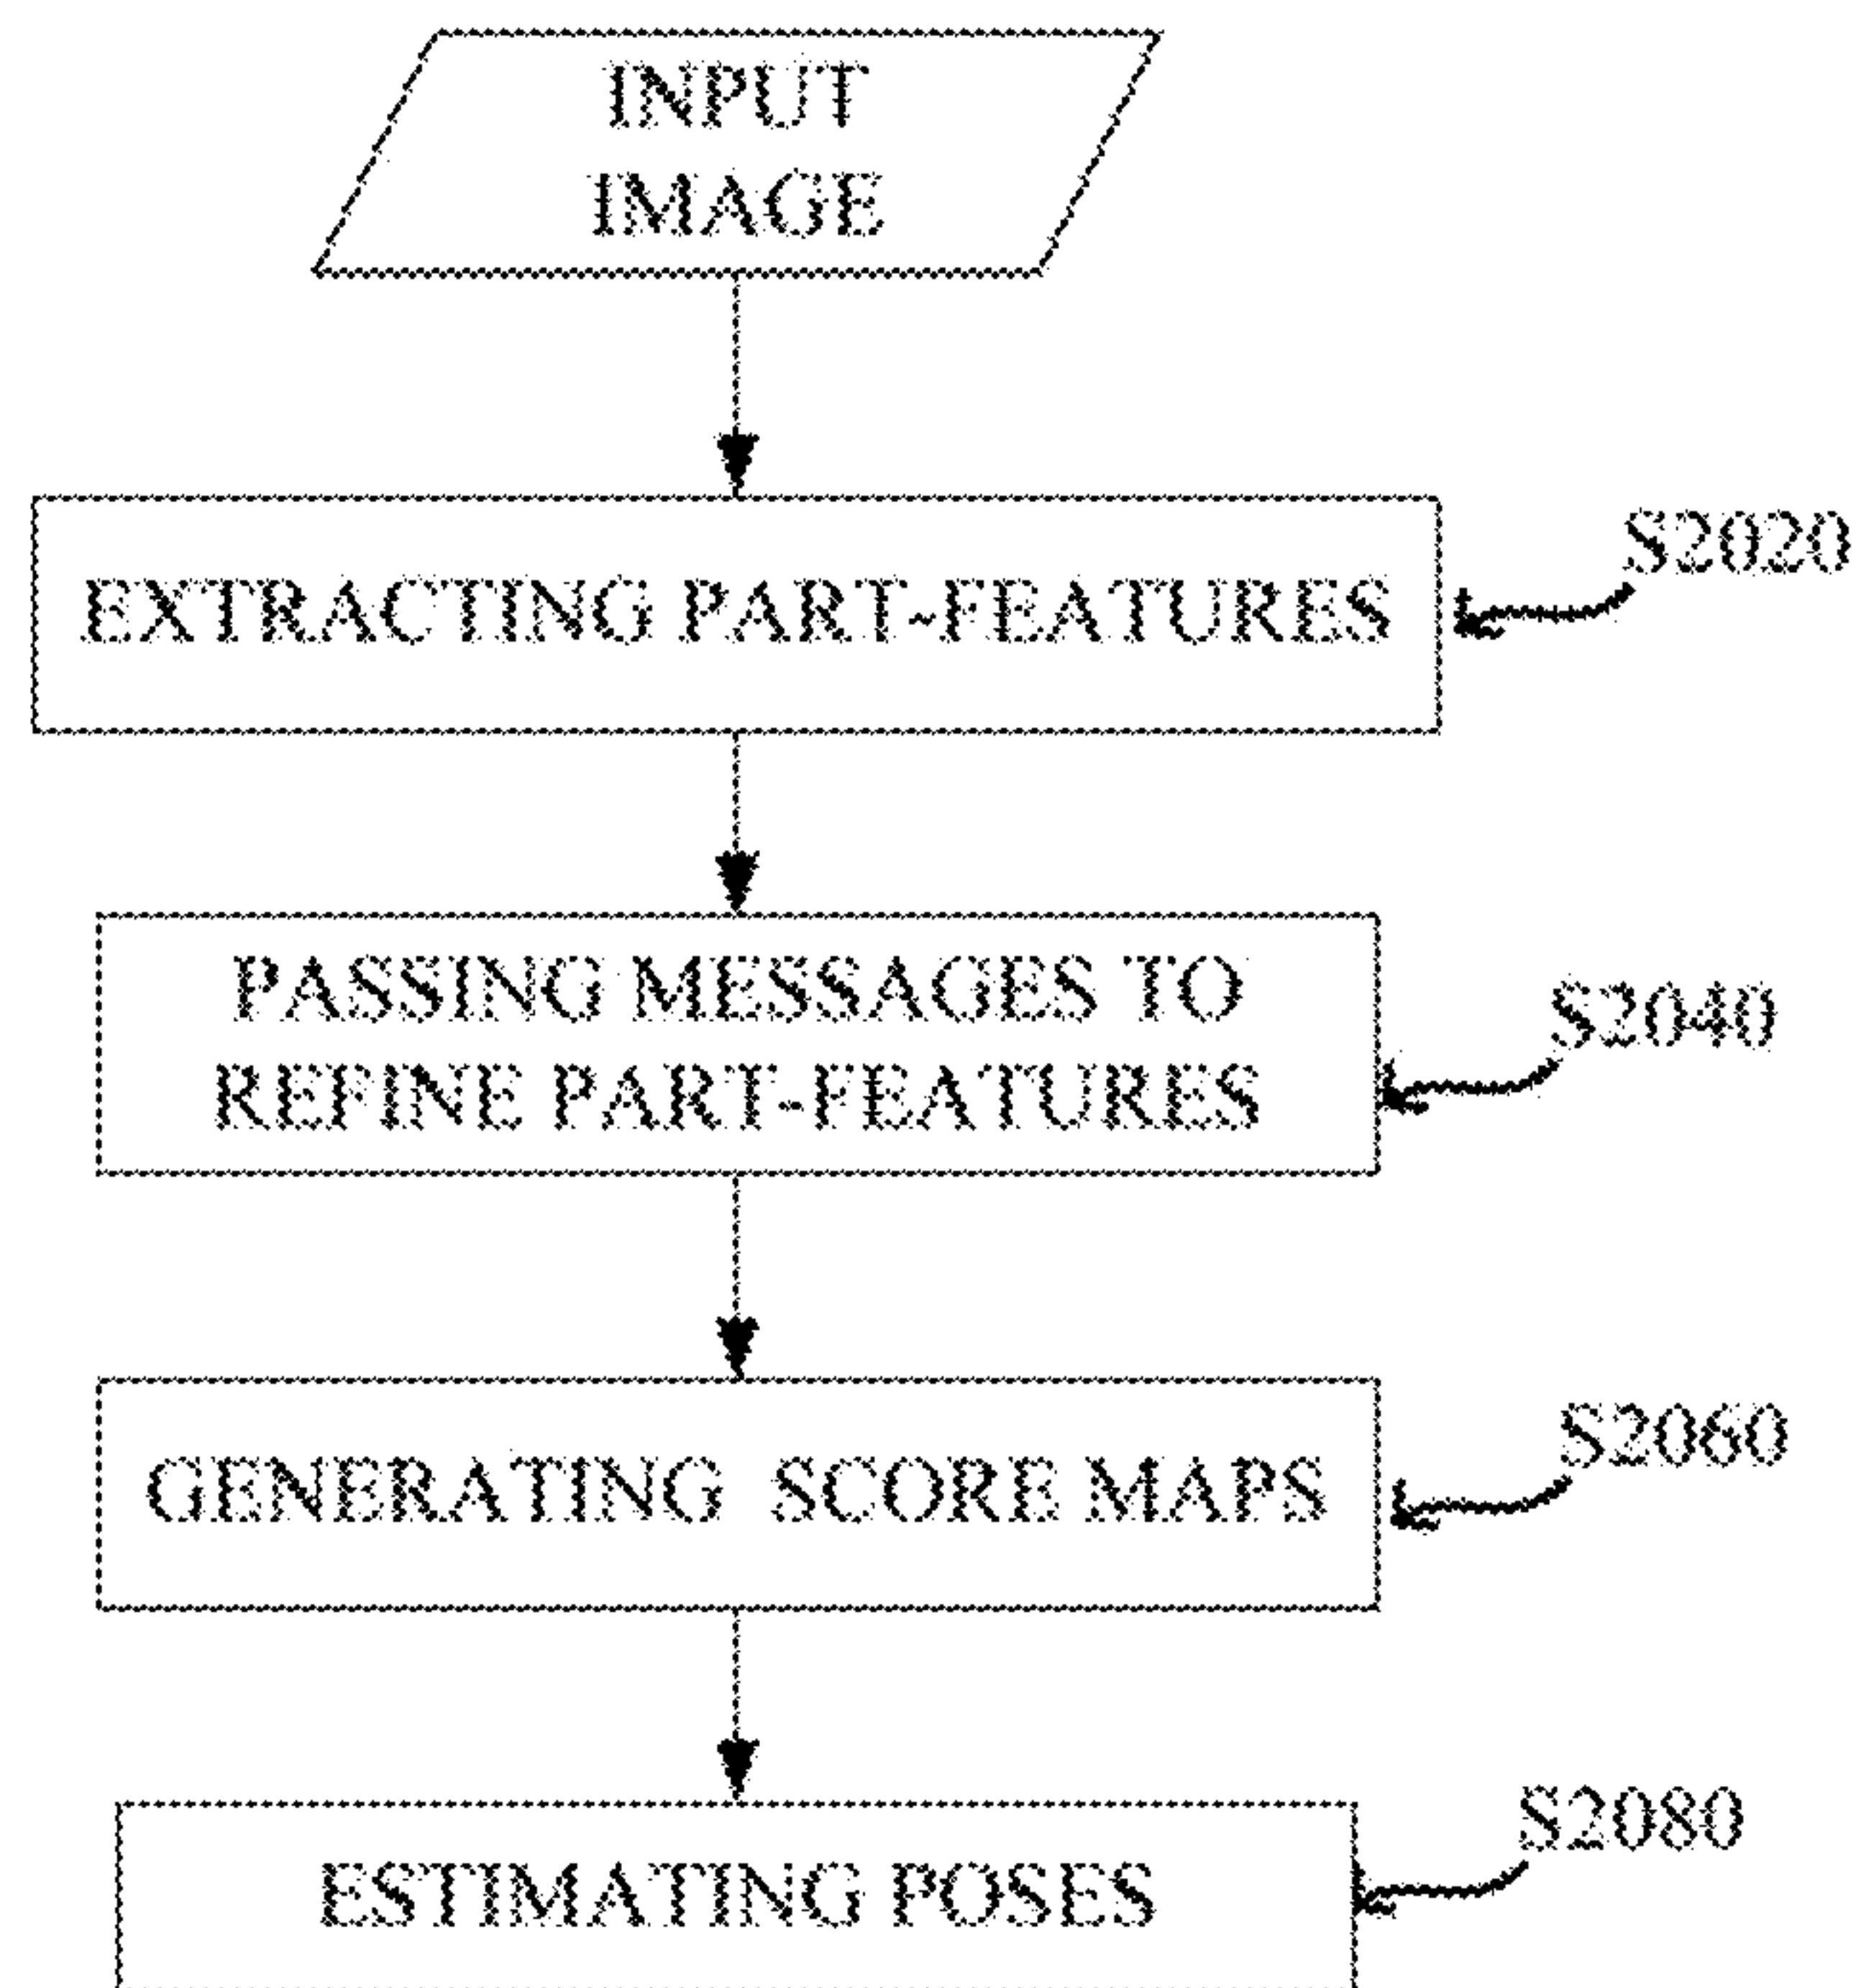 INPUT
IMAGE
S2020
EXTRACTING PART-FEATURES
PASSING MESSAGES TO
S2040
REFINE PART-FEATURES
S2060
GENERATING SCORE MAPS
S2080
ESTIMATING POSES